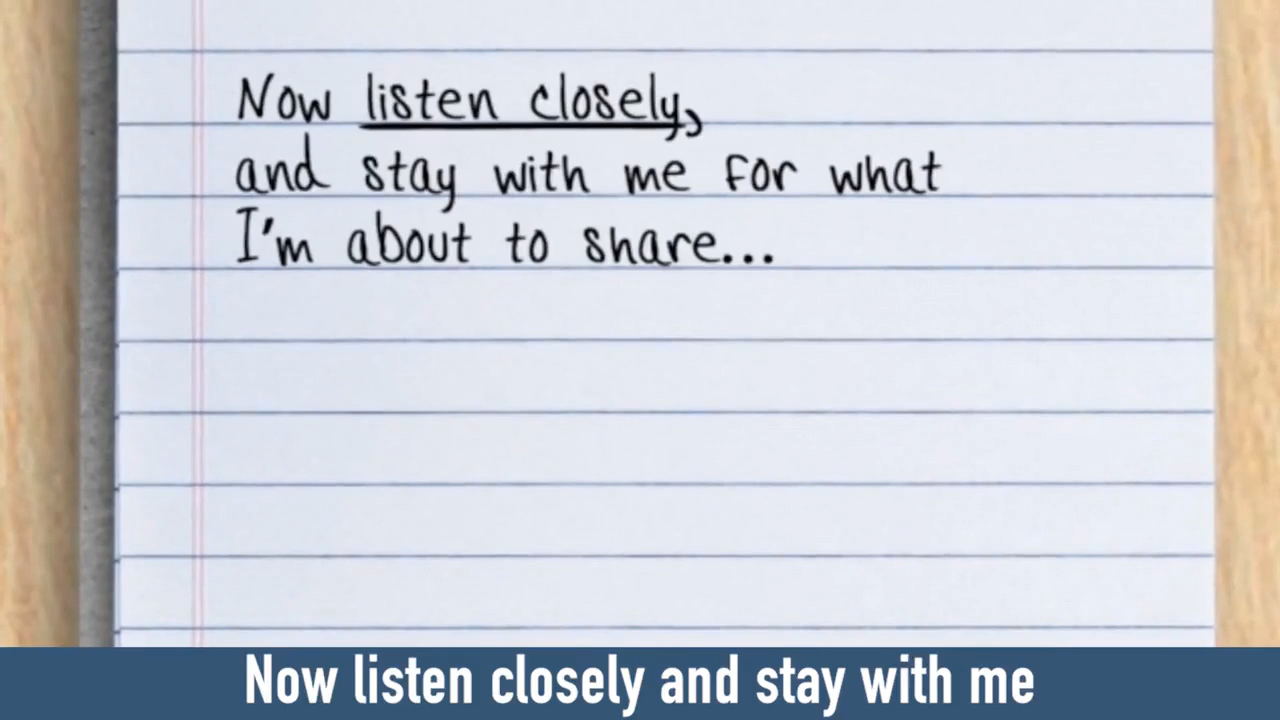 Now listen closely,
and stay with me for what
I'm about to share...
Now listen closely and stay with me